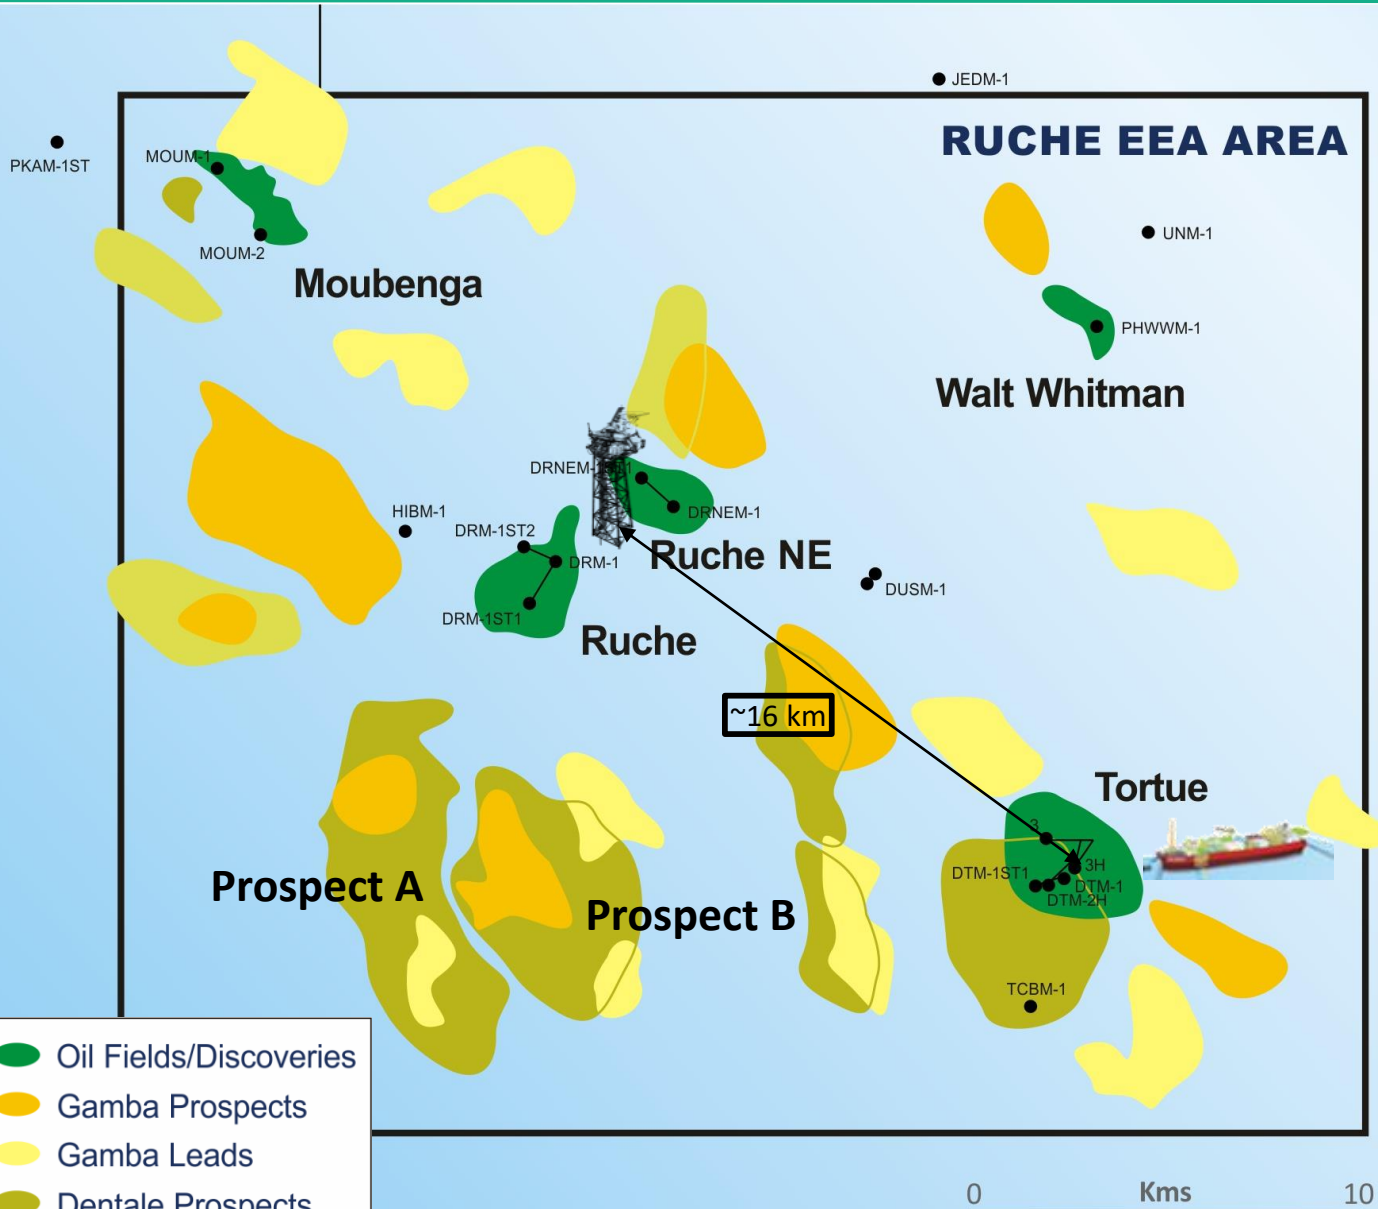 JEDM-1
RUCHE EEA AREA
PKAM-1ST
MOUM-1
MOUM-2
Moubenga
UNM-1
PHWWM-1
Walt Whitman
DRNEM-
DRNEM-1
HIBM-1
DRM-1ST2
DRM-1
Ruche NE
DUSM-1
DRM-1ST1
Ruche
~16 km
Tortue
3
3H
DTM-1ST1
DTM-1
DTM-2H
Prospect A
Prospect B
TCBM-1
Oil Fields/Discoveries
Gamba Prospects
Gamba Leads
Dentale Prospects
0 Kms 10